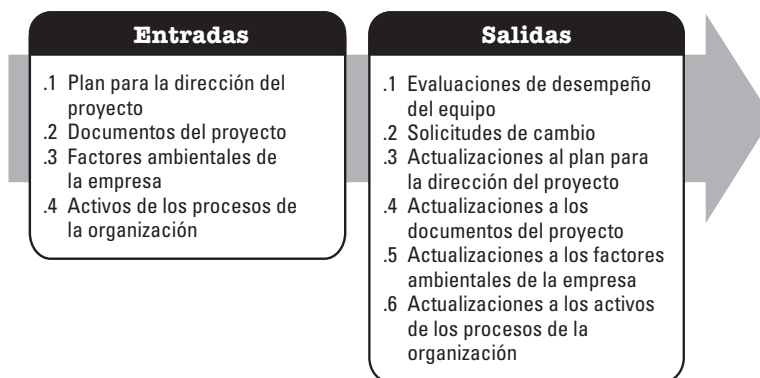 Entradas
.1 Plan para la dirección del
proyecto
.2 Documentos del proyecto
.3 Factores ambientales de
la empresa
.4 Activos de los procesos de
la organización
Salidas
.1 Evaluaciones de desempeño
del equipo
.2 Solicitudes de cambio
.3 Actualizaciones al plan para
la dirección del proyecto
.4 Actualizaciones a los
documentos del proyecto
.5 Actualizaciones a los factores
ambientales de la empresa
.6 Actualizaciones a los activos
de los procesos de la
organización